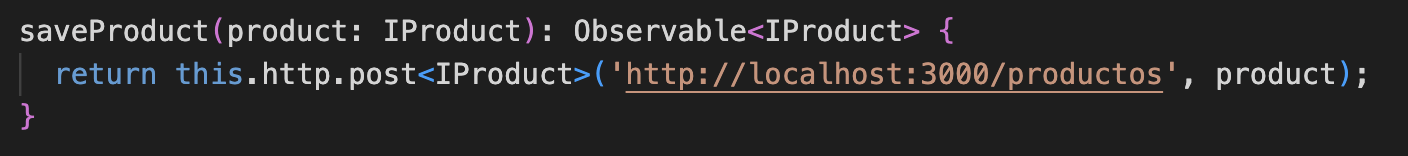 saveProduct(product: IProduct): Observable<IProduct> {
return this.http.post<IProduct>('http://localhost:3000/productos', product);
}